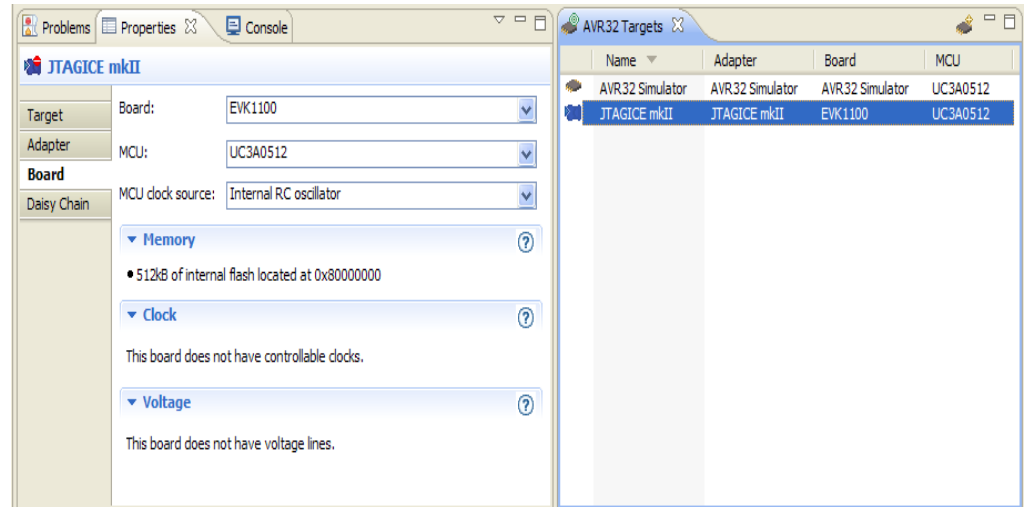 Problems Properties Console
JTAGICE mkII
Target
Adapter
Board
Daisy Chain
Board: EVK1100
MCU: UC3A0512
MCU clock source: Internal RC oscillator
Memory ?
• 512kB of internal flash located at 0x80000000
Clock ?
This board does not have controllable clocks.
Voltage ?
This board does not have voltage lines.
AVR32 Targets
Name Adapter Board MCU
AVR32 Simulator AVR32 Simulator AVR32 Simulator UC3A0512
JTAGICE mkII JTAGICE mkII EVK1100 UC3A0512